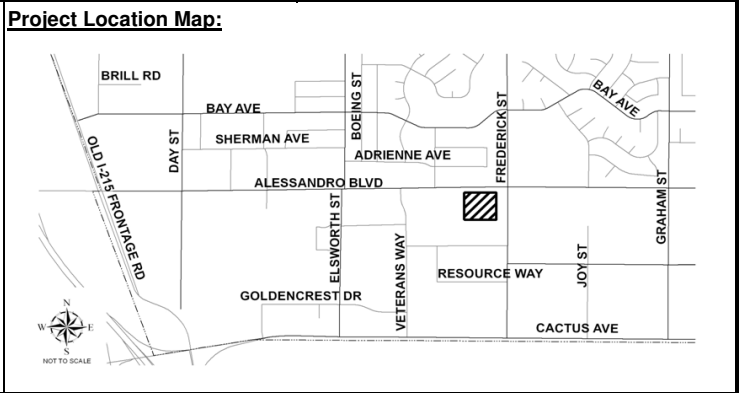 Project Location Map:
BRILL RD
BAY AVE
BOEING ST
BAY AVE
SHERMAN AVE
DAY ST
FREDERICK ST
ADRIENNE AVE
OLD I-215 FRONTAGE RD
ALESSANDRO BLVD
GRAHAM ST
ELSWORTH ST
VETERANS WAY
JOY ST
RESOURCE WAY
GOLDENCREST DR
CACTUS AVE
N
W
E
S
NOT TO SCALE